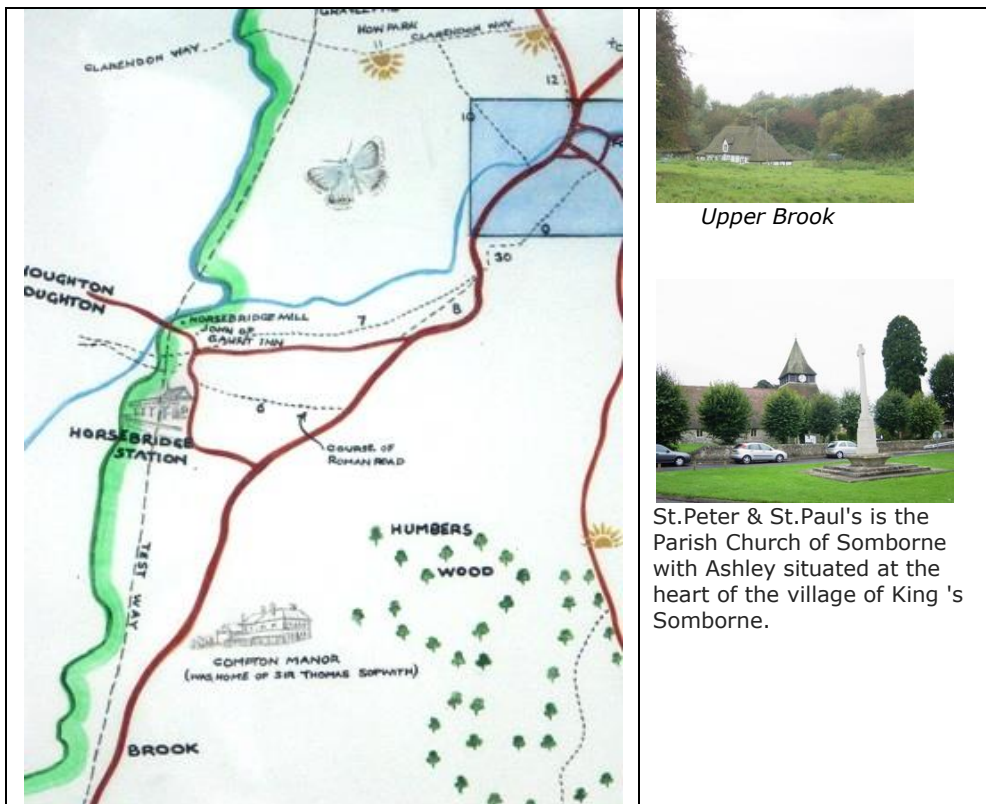 HOW PARK
11
CLARENDON WAY
CLARENDON WAY
12
10
9
30
HOUGHTON
OUGHTON
HORSEBRIDGE MILL
JOHN OF
GAUNT INN
7
8
6
HORSEBRIDGE
STATION
COURSE OF
ROMAN ROAD
TEST WAY
HUMBERS
WOOD
COMPTON MANOR
(WAS HOME OF SIR THOMAS SOPWITH)
BROOK
Upper Brook
St.Peter & St.Paul's is the
Parish Church of Somborne
with Ashley situated at the
heart of the village of King 's
Somborne.